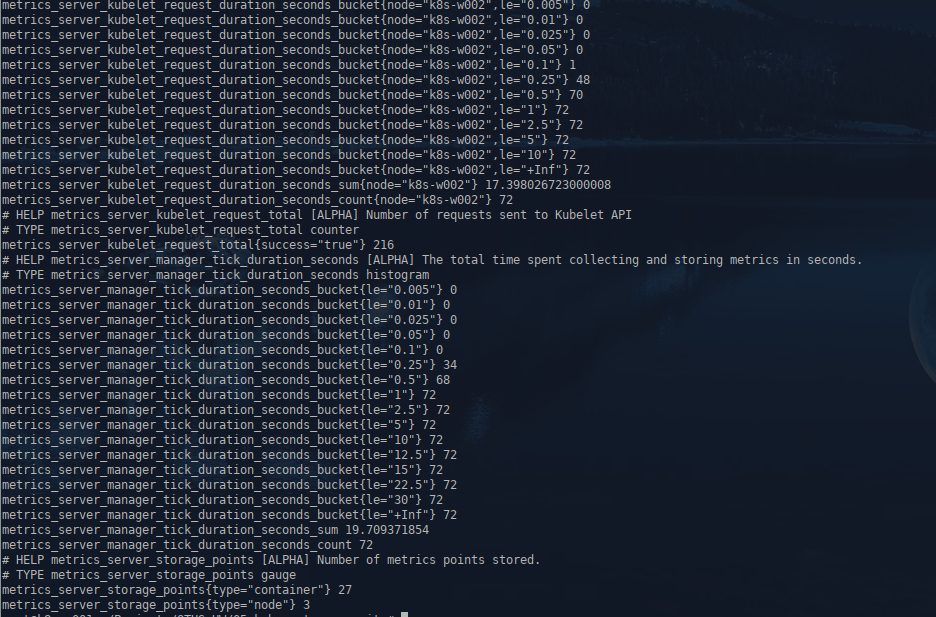 metrics_server_kubelet_request_duration_seconds_bucket{node="k8s-w002",le="0.005"} 0
metrics_server_kubelet_request_duration_seconds_bucket{node="k8s-w002",le="0.01"} 0
metrics_server_kubelet_request_duration_seconds_bucket{node="k8s-w002",le="0.025"} 0
metrics_server_kubelet_request_duration_seconds_bucket{node="k8s-w002",le="0.05"} 0
metrics_server_kubelet_request_duration_seconds_bucket{node="k8s-w002",le="0.1"} 1
metrics_server_kubelet_request_duration_seconds_bucket{node="k8s-w002",le="0.25"} 48
metrics_server_kubelet_request_duration_seconds_bucket{node="k8s-w002",le="0.5"} 70
metrics_server_kubelet_request_duration_seconds_bucket{node="k8s-w002",le="1"} 72
metrics_server_kubelet_request_duration_seconds_bucket{node="k8s-w002",le="2.5"} 72
metrics_server_kubelet_request_duration_seconds_bucket{node="k8s-w002",le="5"} 72
metrics_server_kubelet_request_duration_seconds_bucket{node="k8s-w002",le="10"} 72
metrics_server_kubelet_request_duration_seconds_bucket{node="k8s-w002",le="+Inf"} 72
metrics_server_kubelet_request_duration_seconds_sum{node="k8s-w002"} 17.398026723000008
metrics_server_kubelet_request_duration_seconds_count{node="k8s-w002"} 72
# HELP metrics_server_kubelet_request_total [ALPHA] Number of requests sent to Kubelet API
# TYPE metrics_server_kubelet_request_total counter
metrics_server_kubelet_request_total{success="true"} 216
# HELP metrics_server_manager_tick_duration_seconds [ALPHA] The total time spent collecting and storing metrics in seconds.
# TYPE metrics_server_manager_tick_duration_seconds histogram
metrics_server_manager_tick_duration_seconds_bucket{le="0.005"} 0
metrics_server_manager_tick_duration_seconds_bucket{le="0.01"} 0
metrics_server_manager_tick_duration_seconds_bucket{le="0.025"} 0
metrics_server_manager_tick_duration_seconds_bucket{le="0.05"} 0
metrics_server_manager_tick_duration_seconds_bucket{le="0.1"} 0
metrics_server_manager_tick_duration_seconds_bucket{le="0.25"} 34
metrics_server_manager_tick_duration_seconds_bucket{le="0.5"} 68
metrics_server_manager_tick_duration_seconds_bucket{le="1"} 72
metrics_server_manager_tick_duration_seconds_bucket{le="2.5"} 72
metrics_server_manager_tick_duration_seconds_bucket{le="5"} 72
metrics_server_manager_tick_duration_seconds_bucket{le="10"} 72
metrics_server_manager_tick_duration_seconds_bucket{le="12.5"} 72
metrics_server_manager_tick_duration_seconds_bucket{le="15"} 72
metrics_server_manager_tick_duration_seconds_bucket{le="22.5"} 72
metrics_server_manager_tick_duration_seconds_bucket{le="30"} 72
metrics_server_manager_tick_duration_seconds_bucket{le="+Inf"} 72
metrics_server_manager_tick_duration_seconds_sum 19.709371854
metrics_server_manager_tick_duration_seconds_count 72
# HELP metrics_server_storage_points [ALPHA] Number of metrics points stored.
# TYPE metrics_server_storage_points gauge
metrics_server_storage_points{type="container"} 27
metrics_server_storage_points{type="node"} 3